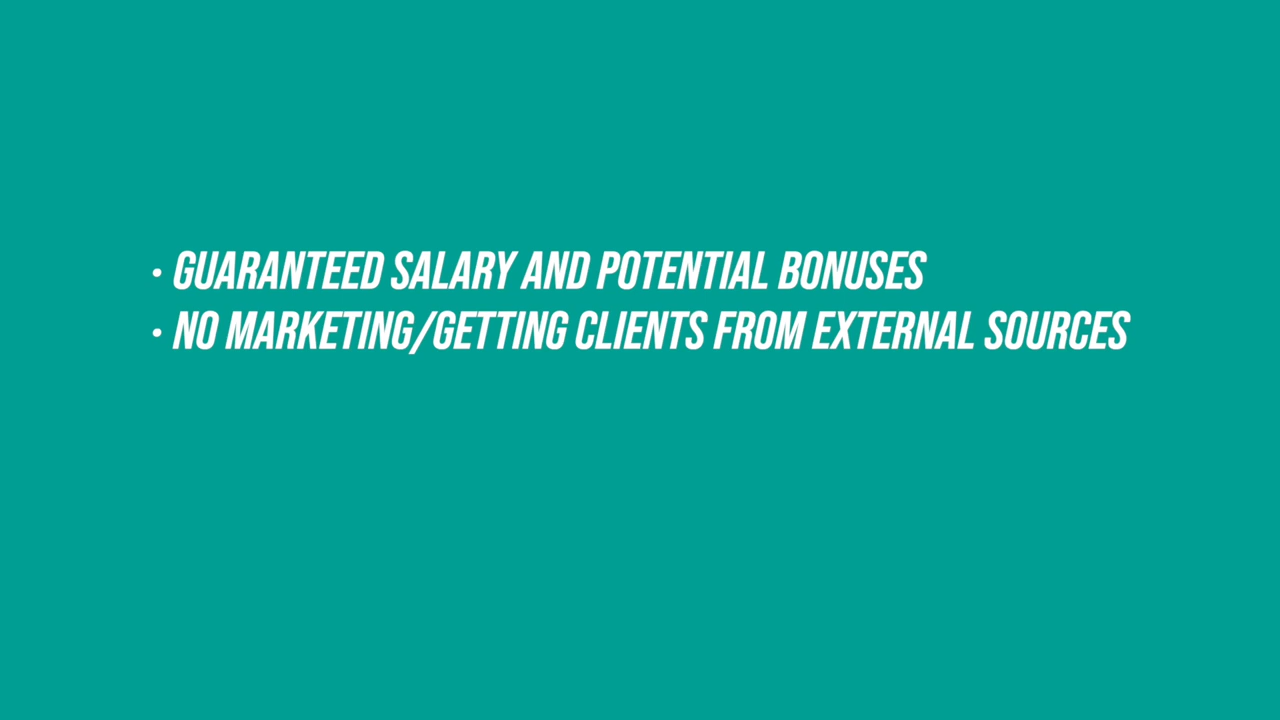 • GUARANTEED SALARY AND POTENTIAL BONUSES
• NO MARKETING/GETTING CLIENTS FROM EXTERNAL SOURCES